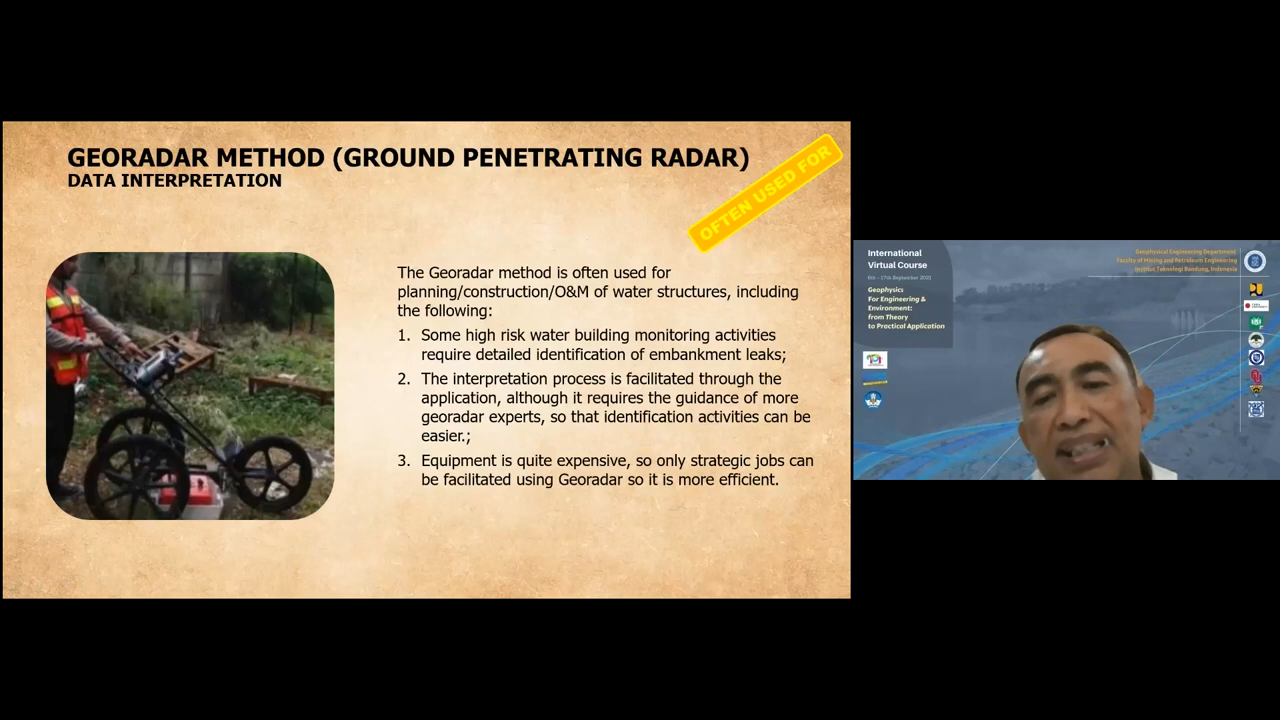 GEORADAR METHOD (GROUND PENETRATING RADAR)
DATA INTERPRETATION
OFTEN USED FOR
The Georadar method is often used for
planning/construction/O&M of water structures, including
the following:
1. Some high risk water building monitoring activities
require detailed identification of embankment leaks;
2. The interpretation process is facilitated through the
application, although it requires the guidance of more
georadar experts, so that identification activities can be
easier.;
3. Equipment is quite expensive, so only strategic jobs can
be facilitated using Georadar so it is more efficient.
International
Virtual Course
6th - 17th September 2021
Geophysics
For Engineering &
Environment:
from Theory
to Practical Application
Geophysical Engineering Department
Faculty of Mining and Petroleum Engineering
Institut Teknologi Bandung, Indonesia